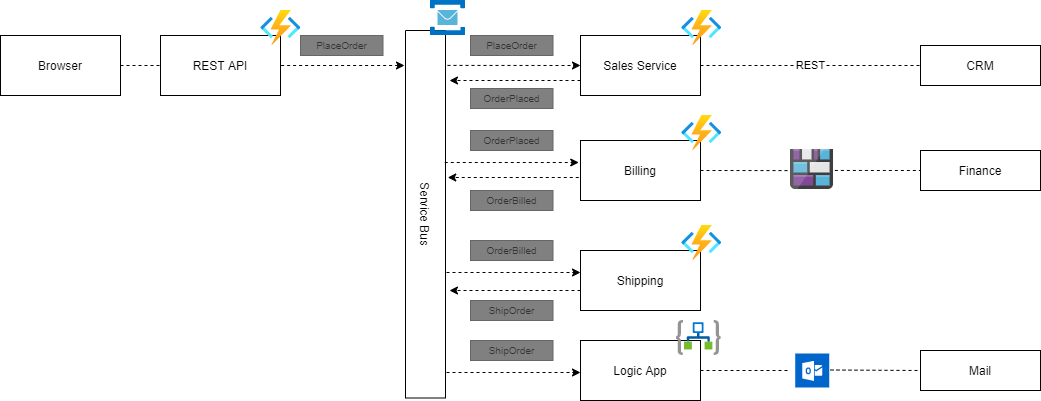 PlaceOrder
PlaceOrder
Browser
REST API
Sales Service
REST
CRM
OrderPlaced
OrderPlaced
Billing
Finance
Service Bus
OrderBilled
OrderBilled
Shipping
ShipOrder
ShipOrder
Logic App
o
Mail